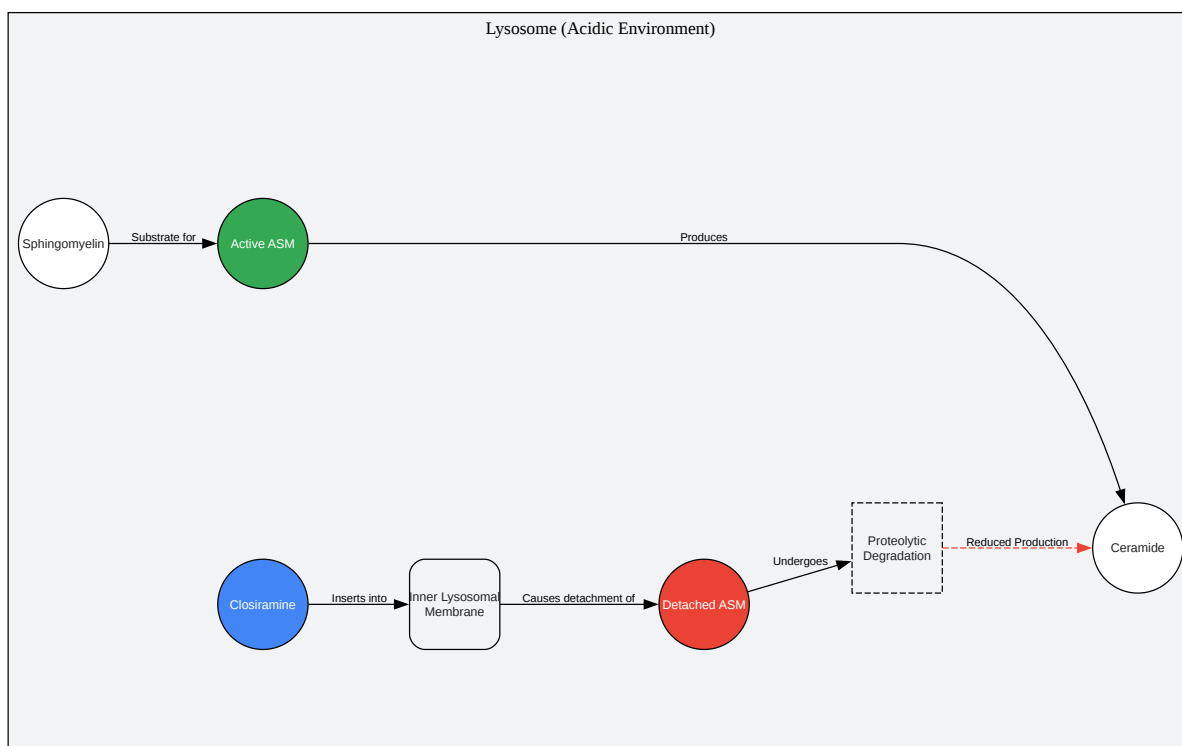 Lysosome (Acidic Environment)
Sphingomyelin
Substrate for
Active ASM
Produces
Closiramine
Inserts into
Inner Lysosomal
Membrane
Causes detachment of
Detached ASM
Undergoes
Proteolytic
Degradation
Reduced Production
Ceramide